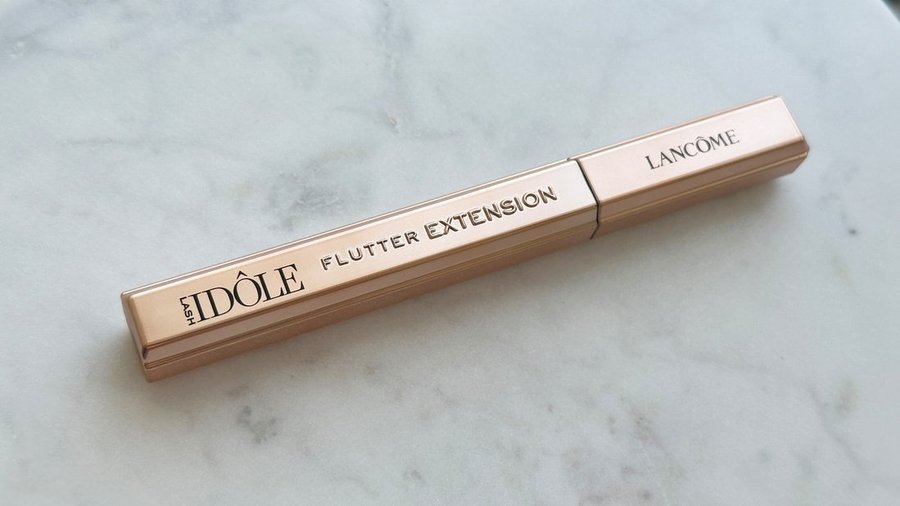 LASH IDÔLE FLUTTER EXTENSION
LANCÔME